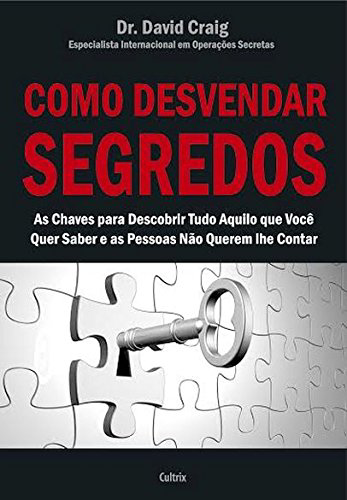 Dr. David Craig
Especialista Internacional em Operações Secretas
COMO DESVENDAR
SEGREDOS
As Chaves para Descobrir Tudo Aquilo que Você
Quer Saber e as Pessoas Não Querem lhe Contar
Cultrix